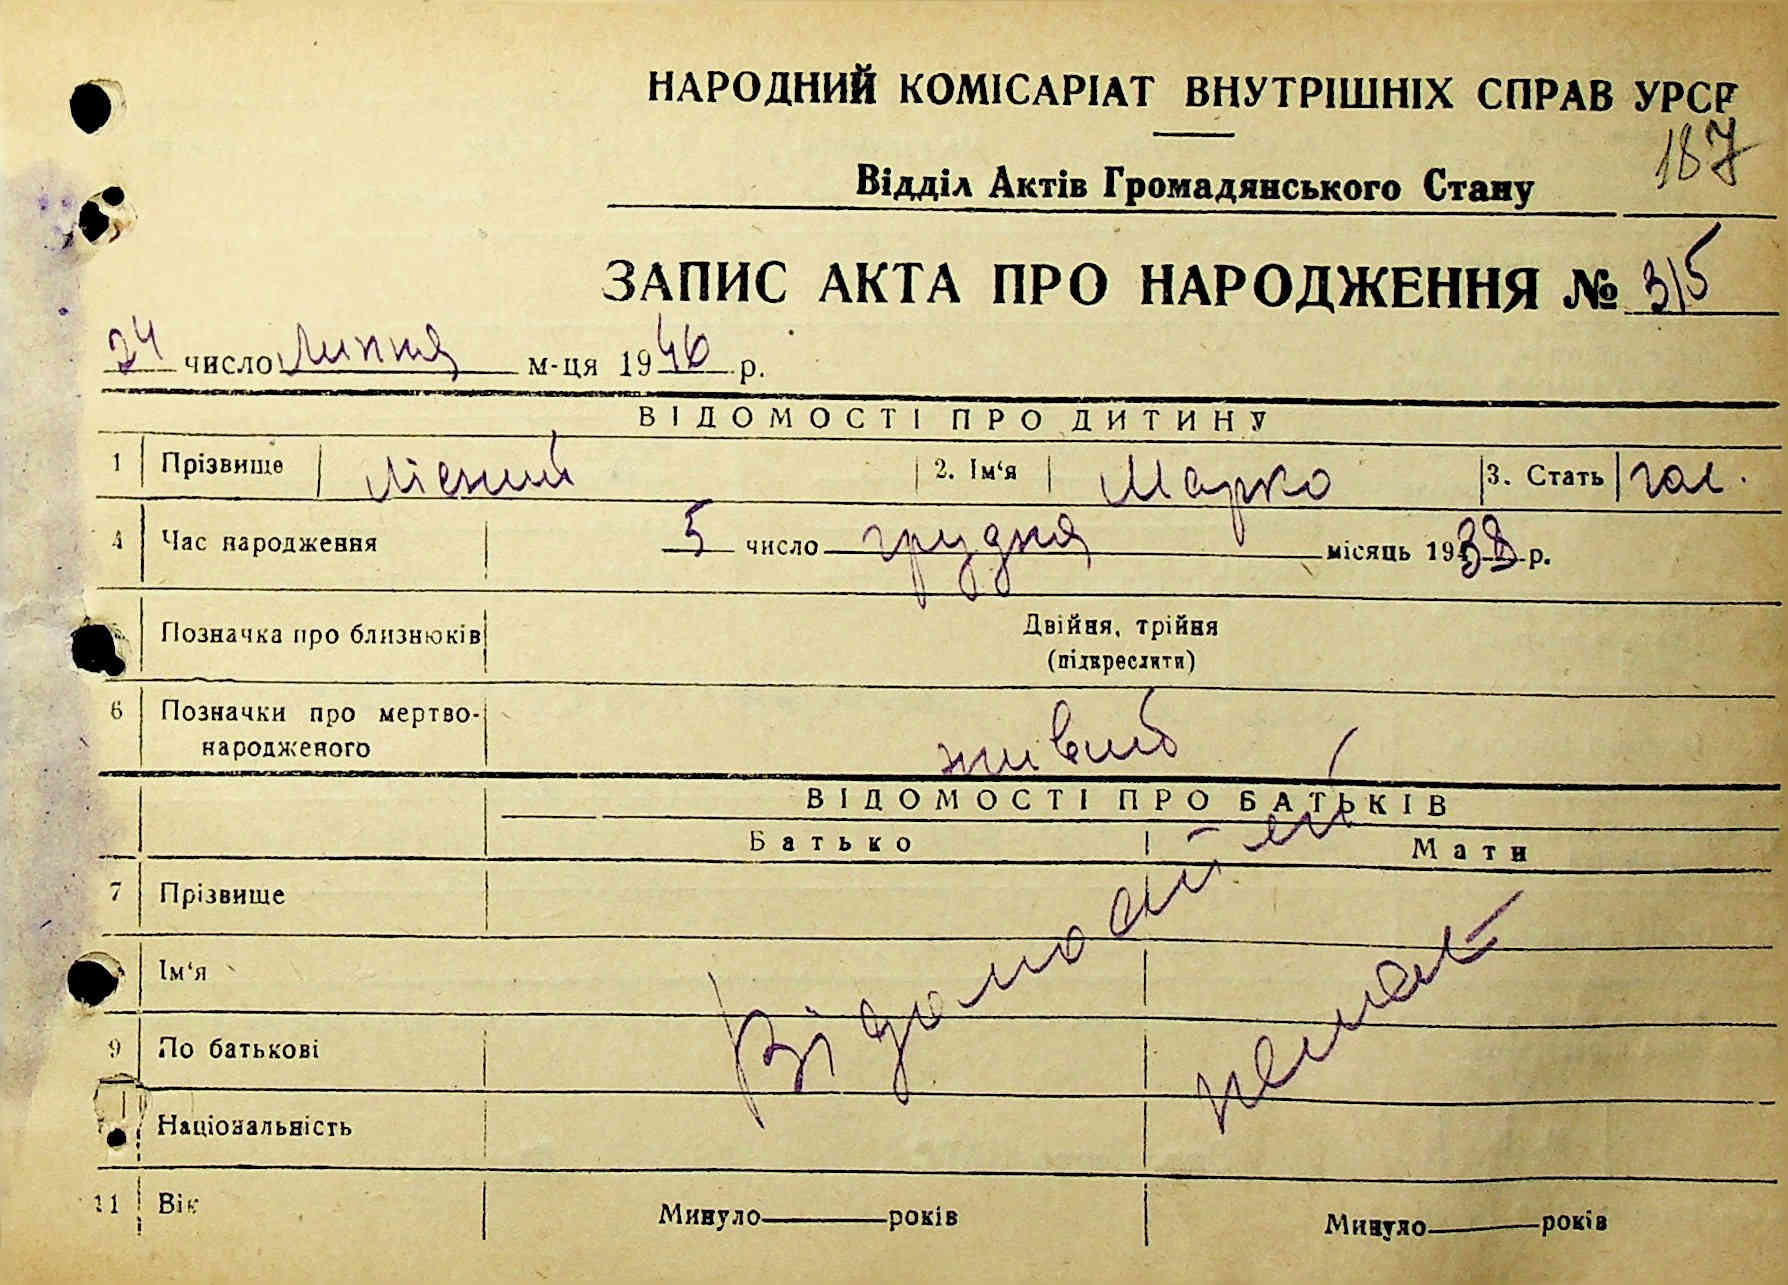 НАРОДНИЙ КОМІСАРІАТ ВНУТРІШНІХ СПРАВ УРСР
187
Відділ Актів Громадянського Стану
ЗАПИС АКТА ПРО НАРОДЖЕННЯ № 315
24 число липня м-ця 1946 р.
ВІДОМОСТІ ПРО ДИТИНУ
1 Прізвище Лісний 2. Ім‘я Марко 3. Стать чол.
4 Час народження 5 число грудня місяць 1938 р.
Позначка про близнюків Двійня, трійня
(підкреслити)
6 Позначки про мертво-
народженого живий
ВІДОМОСТІ ПРО БАТЬКІВ
Батько Мати
7 Прізвище
Ім‘я
9 По батькові
Національність
Відомостей немає
11 Вік Минуло років Минуло років